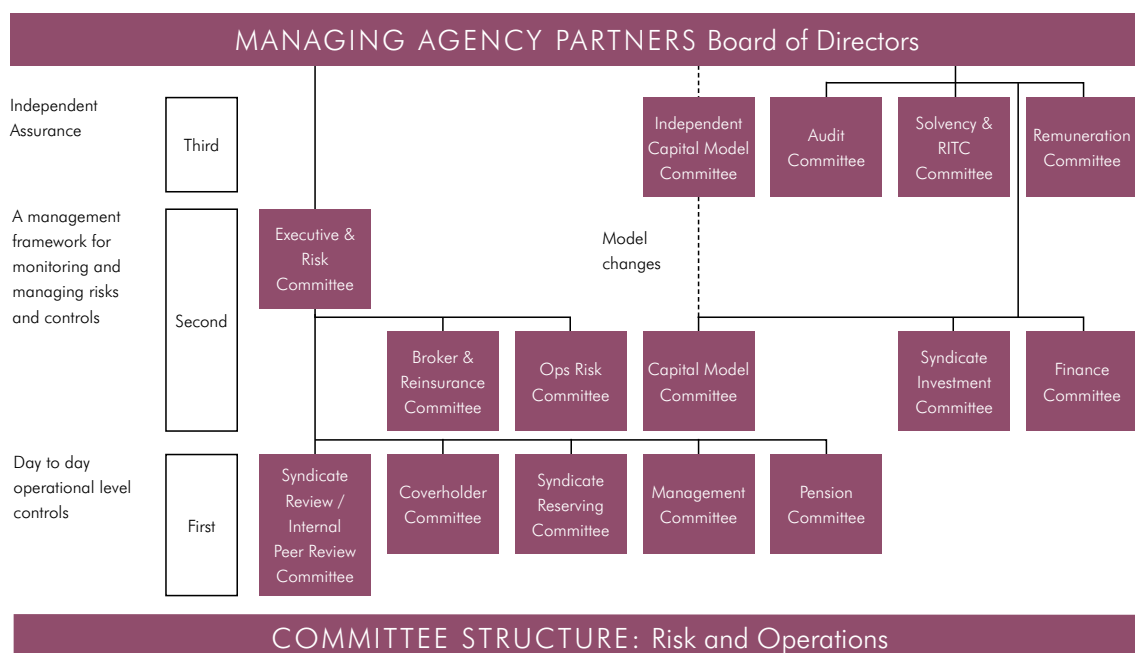 MANAGING AGENCY PARTNERS Board of Directors
Independent
Assurance
Third
Independent
Capital Model
Committee
Audit
Committee
Solvency &
RITC
Committee
Remuneration
Committee
A management
framework for
monitoring and
managing risks
and controls
Second
Executive &
Risk
Committee
Model
changes
Broker &
Reinsurance
Committee
Ops Risk
Committee
Capital Model
Committee
Syndicate
Investment
Committee
Finance
Committee
Day to day
operational level
controls
First
Syndicate
Review /
Internal
Peer Review
Committee
Coverholder
Committee
Syndicate
Reserving
Committee
Management
Committee
Pension
Committee
COMMITTEE STRUCTURE: Risk and Operations